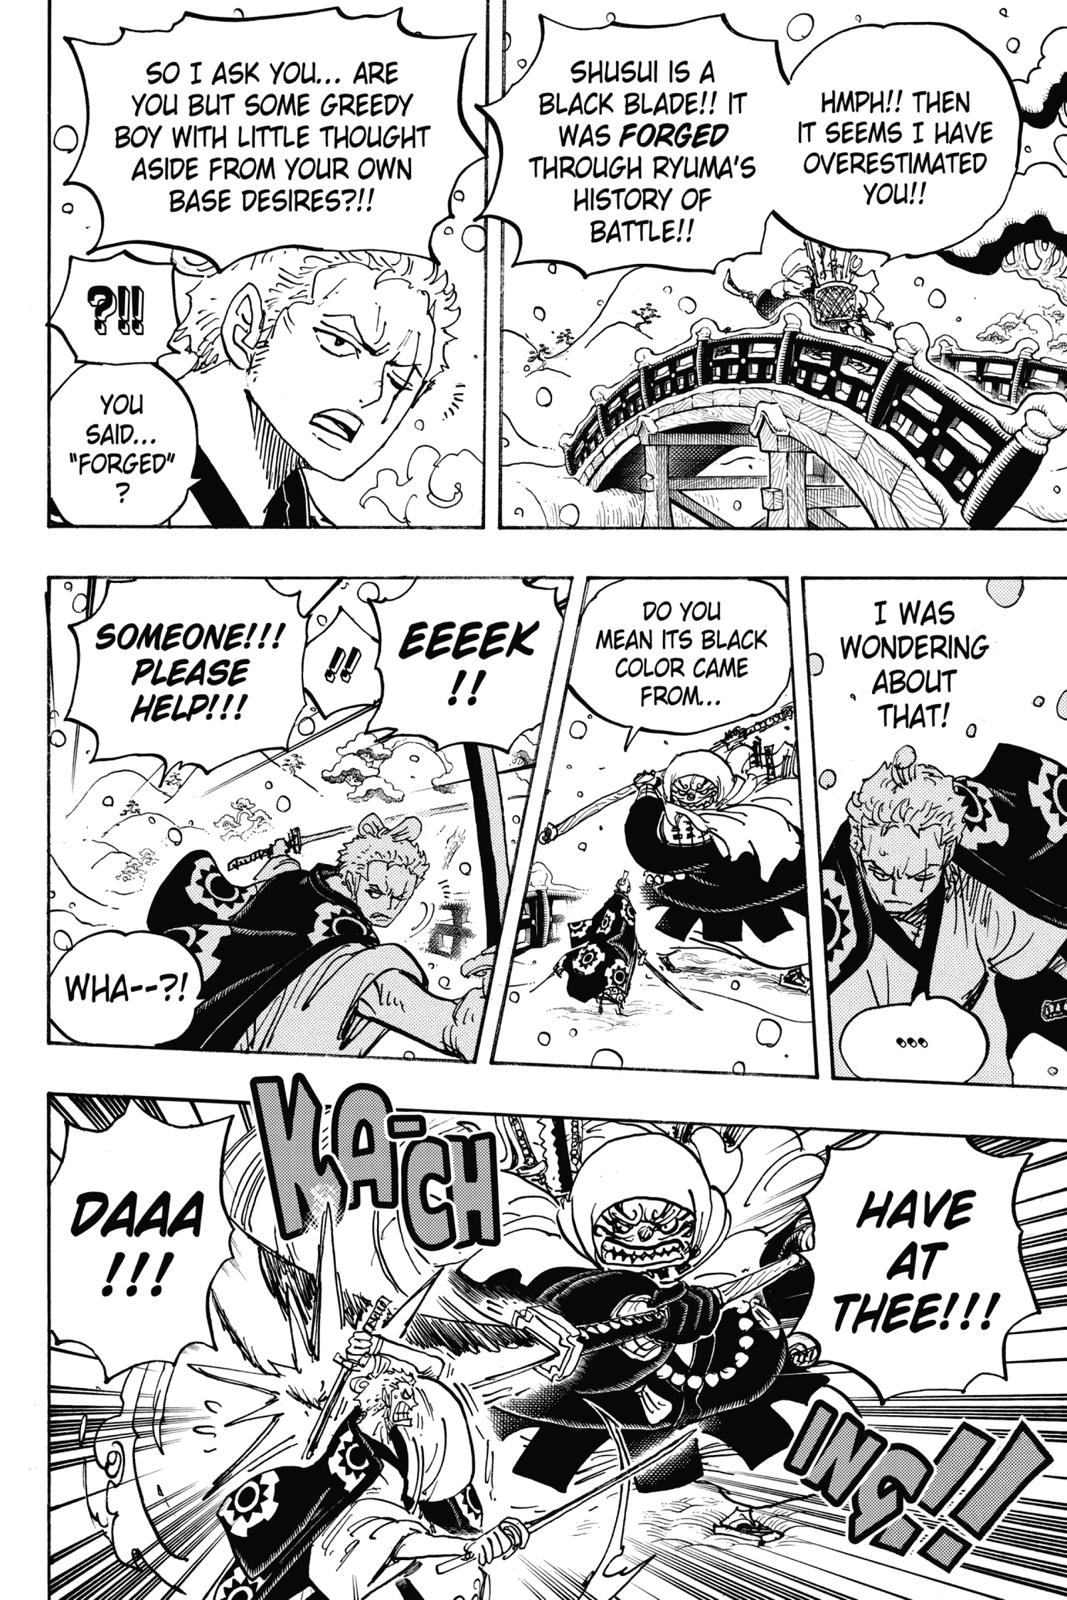 HMPH!! THEN
IT SEEMS I HAVE
OVERESTIMATED
YOU!!
SHUSUI IS A
BLACK BLADE!! IT
WAS FORGED
THROUGH RYUMA'S
HISTORY OF
BATTLE!!
SO I ASK YOU... ARE
YOU BUT SOME GREEDY
BOY WITH LITTLE THOUGHT
ASIDE FROM YOUR OWN
BASE DESIRES?!!
?!!
YOU
SAID...
"FORGED"
?
I WAS
WONDERING
ABOUT
THAT!
...
DO YOU
MEAN ITS BLACK
COLOR CAME
FROM...
EEEEK
!!
!!
SOMEONE!!!
PLEASE
HELP!!!
WHA--?!
HAVE
AT
THEE!!!
KA-
CH
ING!!
DAAA
!!!